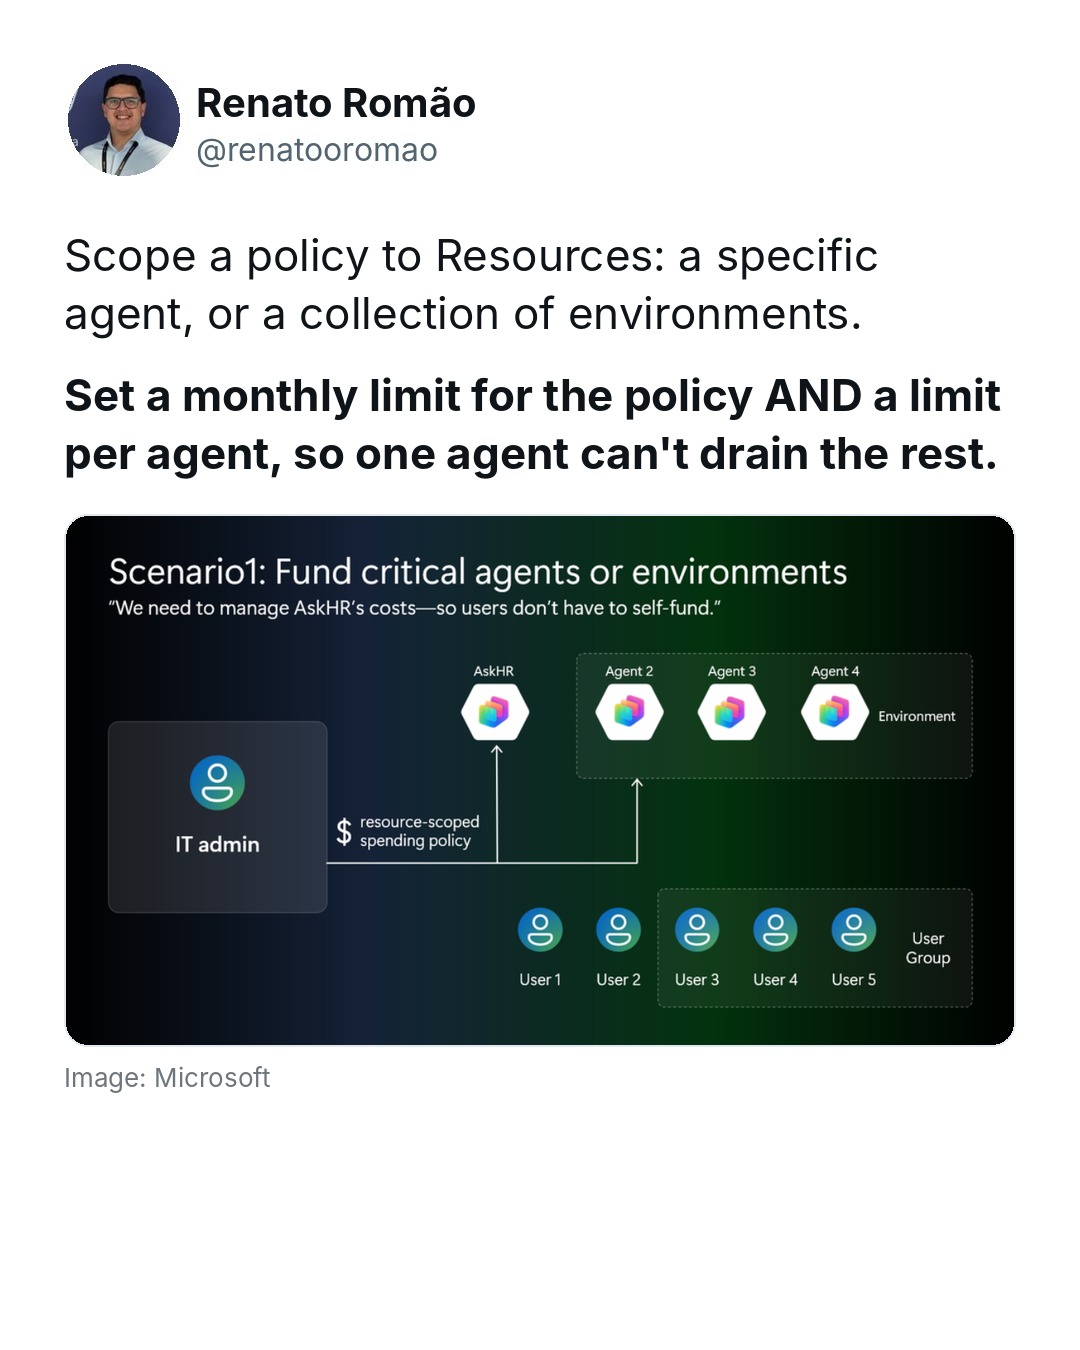 Renato Romão
@renatooromao
Scope a policy to Resources: a specific
agent, or a collection of environments.
Set a monthly limit for the policy AND a limit
per agent, so one agent can't drain the rest.
Scenario1: Fund critical agents or environments
“We need to manage AskHR’s costs—so users don’t have to self-fund.”
AskHR
Agent 2
Agent 3
Agent 4
Environment
IT admin
$ resource-scoped
spending policy
User 1
User 2
User 3
User 4
User 5
User
Group
Image: Microsoft